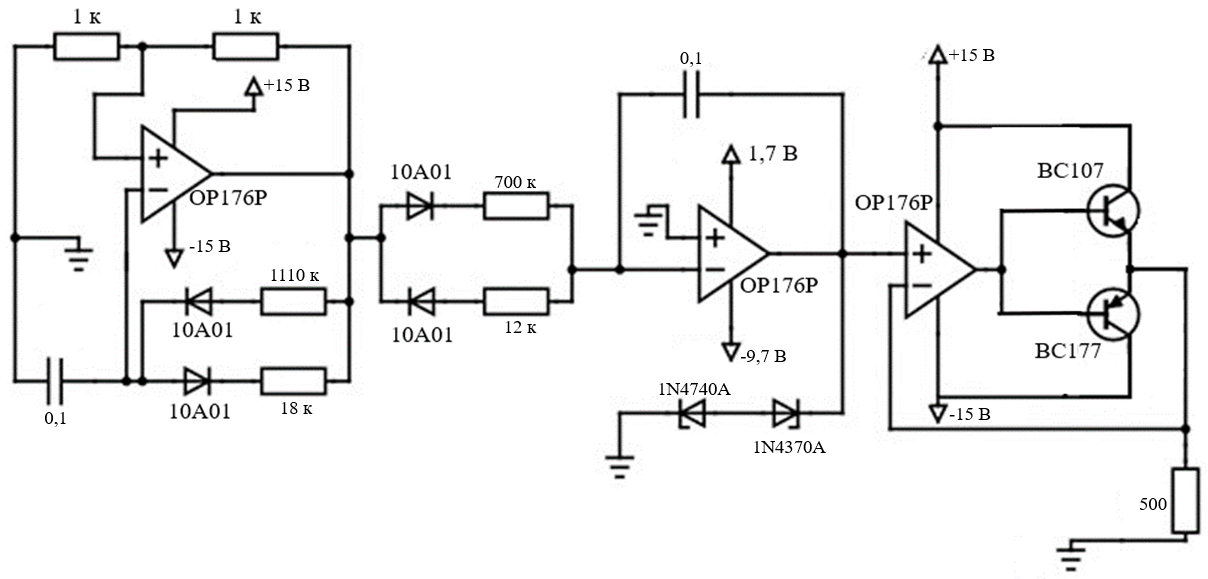 1 к
1 к
+15 В
+
−
OP176P
-15 В
1110 к
10A01
18 к
10A01
0,1
10A01
700 к
10A01
12 к
0,1
1,7 В
+
−
OP176P
-9,7 В
1N4740A
1N4370A
+15 В
OP176P
+
−
-15 В
BC107
BC177
500